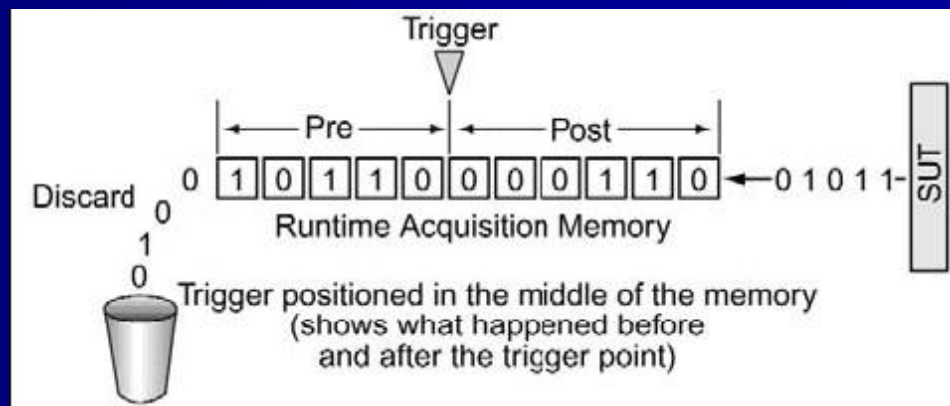 Trigger
Pre Post
0 1 0 1 1 0 0 0 0 1 1 0 0 1 0 1 1 SUT
Discard 0
1
0
Runtime Acquisition Memory
Trigger positioned in the middle of the memory
(shows what happened before
and after the trigger point)